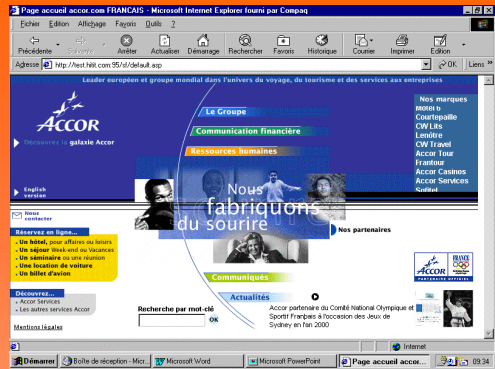 Page accueil accor.com FRANCAIS - Microsoft Internet Explorer fourni par Compaq
Fichier Edition Affichage Favoris Outils ?
Précédente Suivante Arrêter Actualiser Démarrage Rechercher Favoris Historique Courrier Imprimer Edition
Adresse http://test.hitit.com:95/sf/default.asp OK Liens »
Leader européen et groupe mondial dans l'univers du voyage, du tourisme et des services aux entreprises
ACCOR
Découvrez la galaxie Accor
English
version
Le Groupe
Communication financière
Ressources humaines
Nos marques
Motel 6
Courtepaille
CW Lits
Lenôtre
CW Travel
Accor Tour
Frantour
Accor Casinos
Accor Services
Sofitel
Nous
fabriquons
du sourire
Nous
contacter
Réservez en ligne...
Un hôtel, pour affaires ou loisirs
Un séjour Week-end ou Vacances
Un séminaire ou une réunion
Une location de voiture
Un billet d'avion
Nos partenaires
ACCOR
FRANCE
PARTENAIRE OFFICIEL
Communiqués
Actualités
Découvrez...
Accor Services
Les autres services Accor
Mentions légales
Recherche par mot-clé
OK
Accor partenaire du Comité National Olympique et
Sportif Français à l'occasion des Jeux de
Sydney en l'an 2000
Internet
Démarrer Boîte de réception - Micr... Microsoft Word Microsoft PowerPoint Page accueil accor.... 09:34